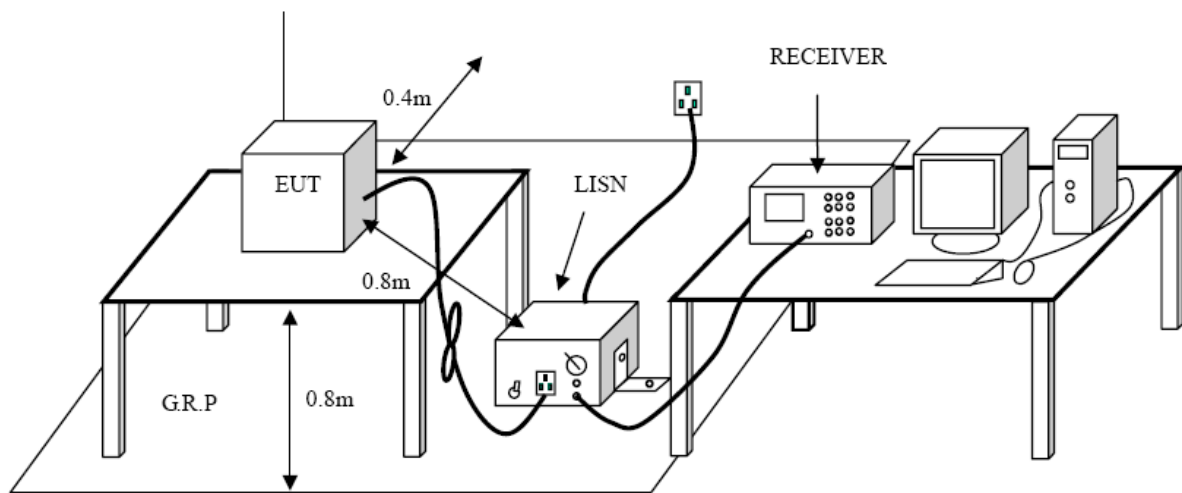 RECEIVER
0.4m
EUT
LISN
0.8m
G.R.P
0.8m